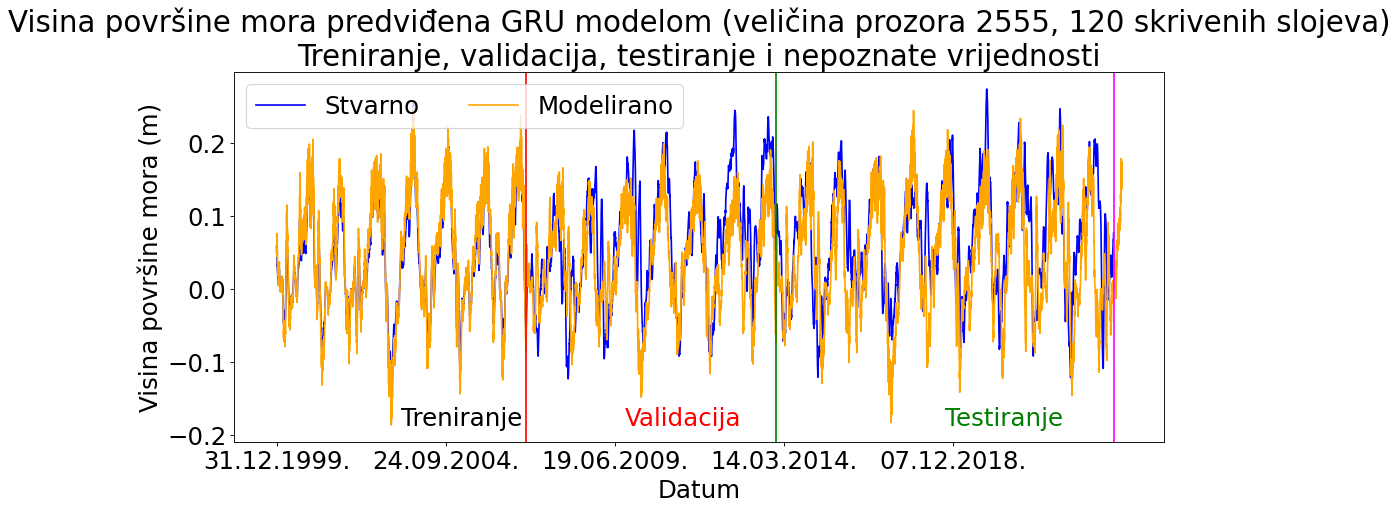 Visina površine mora predviđena GRU modelom (veličina prozora 2555, 120 skrivenih slojeva)
Treniranje, validacija, testiranje i nepoznate vrijednosti
Stvarno Modelirano
Visina površine mora (m)
0.2
0.1
0.0
−0.1
−0.2
Treniranje Validacija Testiranje
31.12.1999. 24.09.2004. 19.06.2009. 14.03.2014. 07.12.2018.
Datum